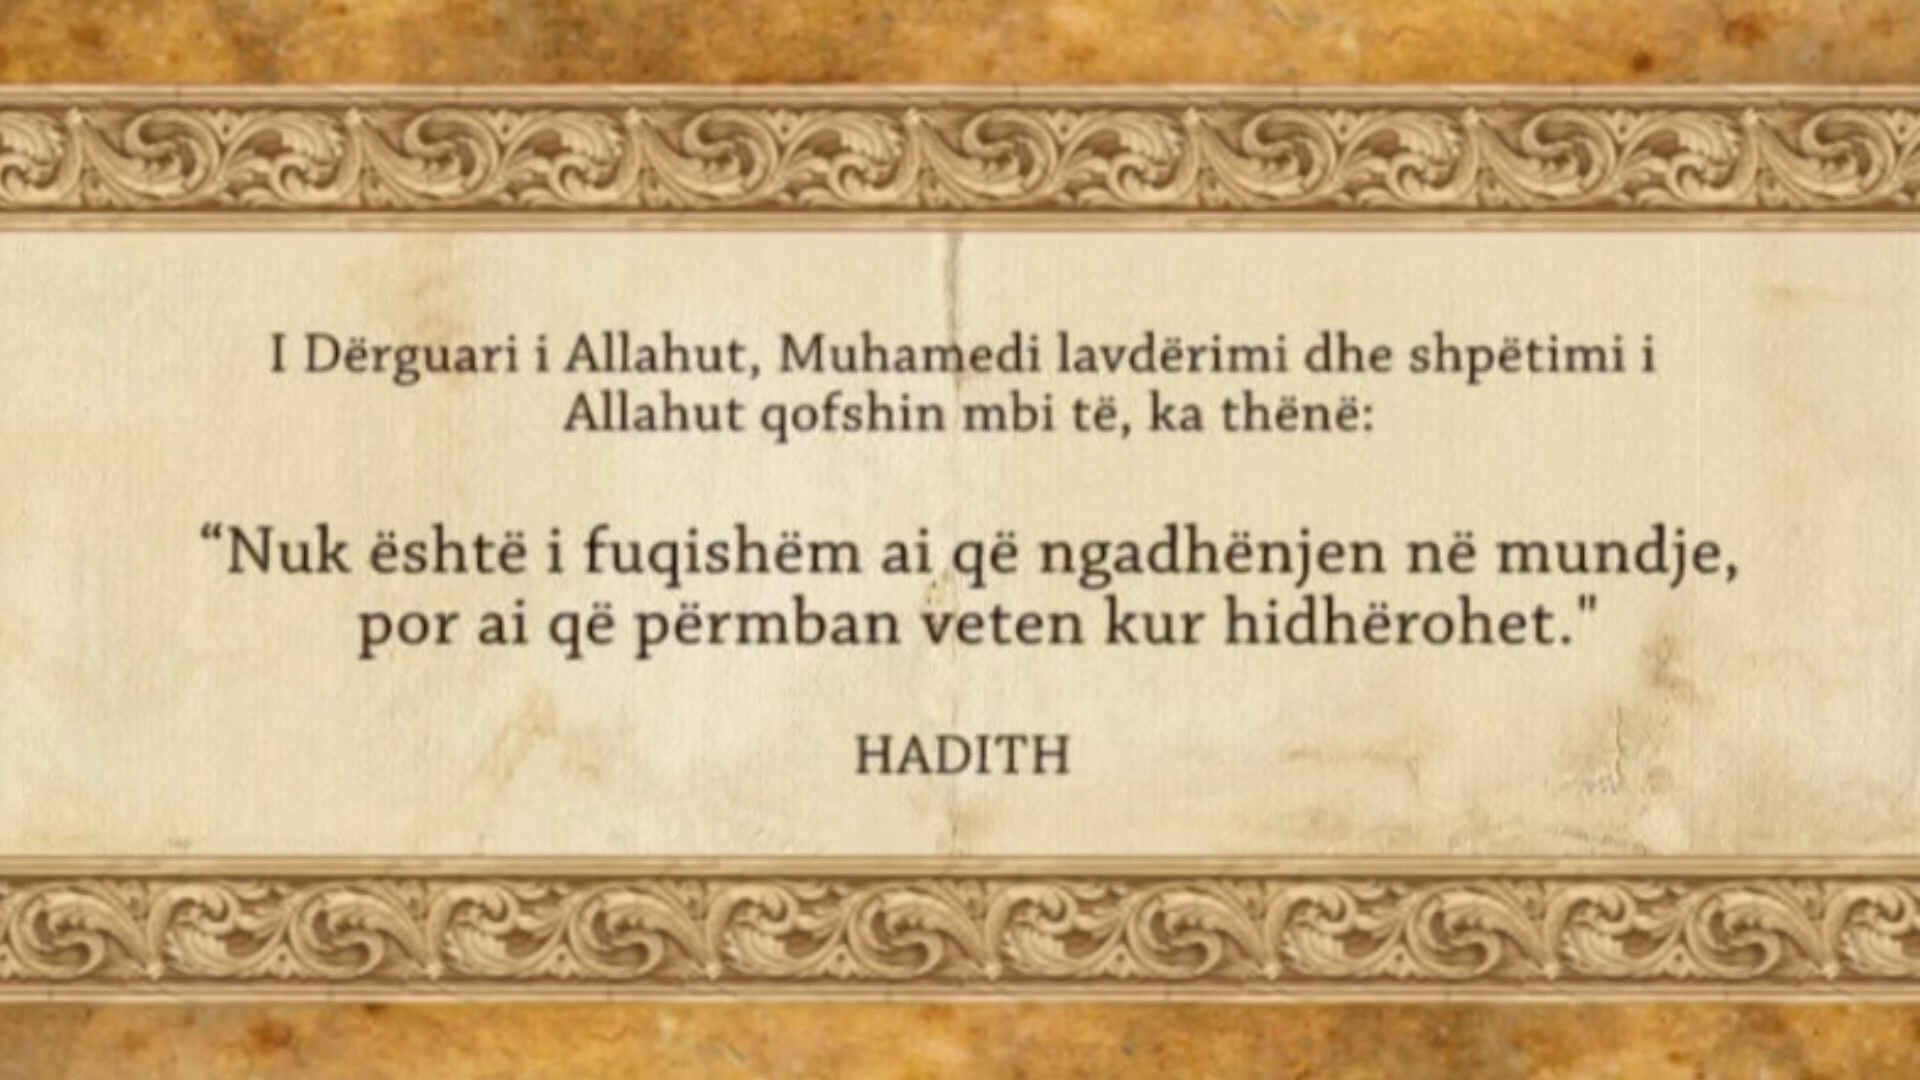 I Dërguari i Allahut, Muhamedi lavdërimi dhe shpëtimi i
Allahut qofshin mbi të, ka thënë:
“Nuk është i fuqishëm ai që ngadhënjen në mundje,
por ai që përmban veten kur hidhërohet."
HADITH